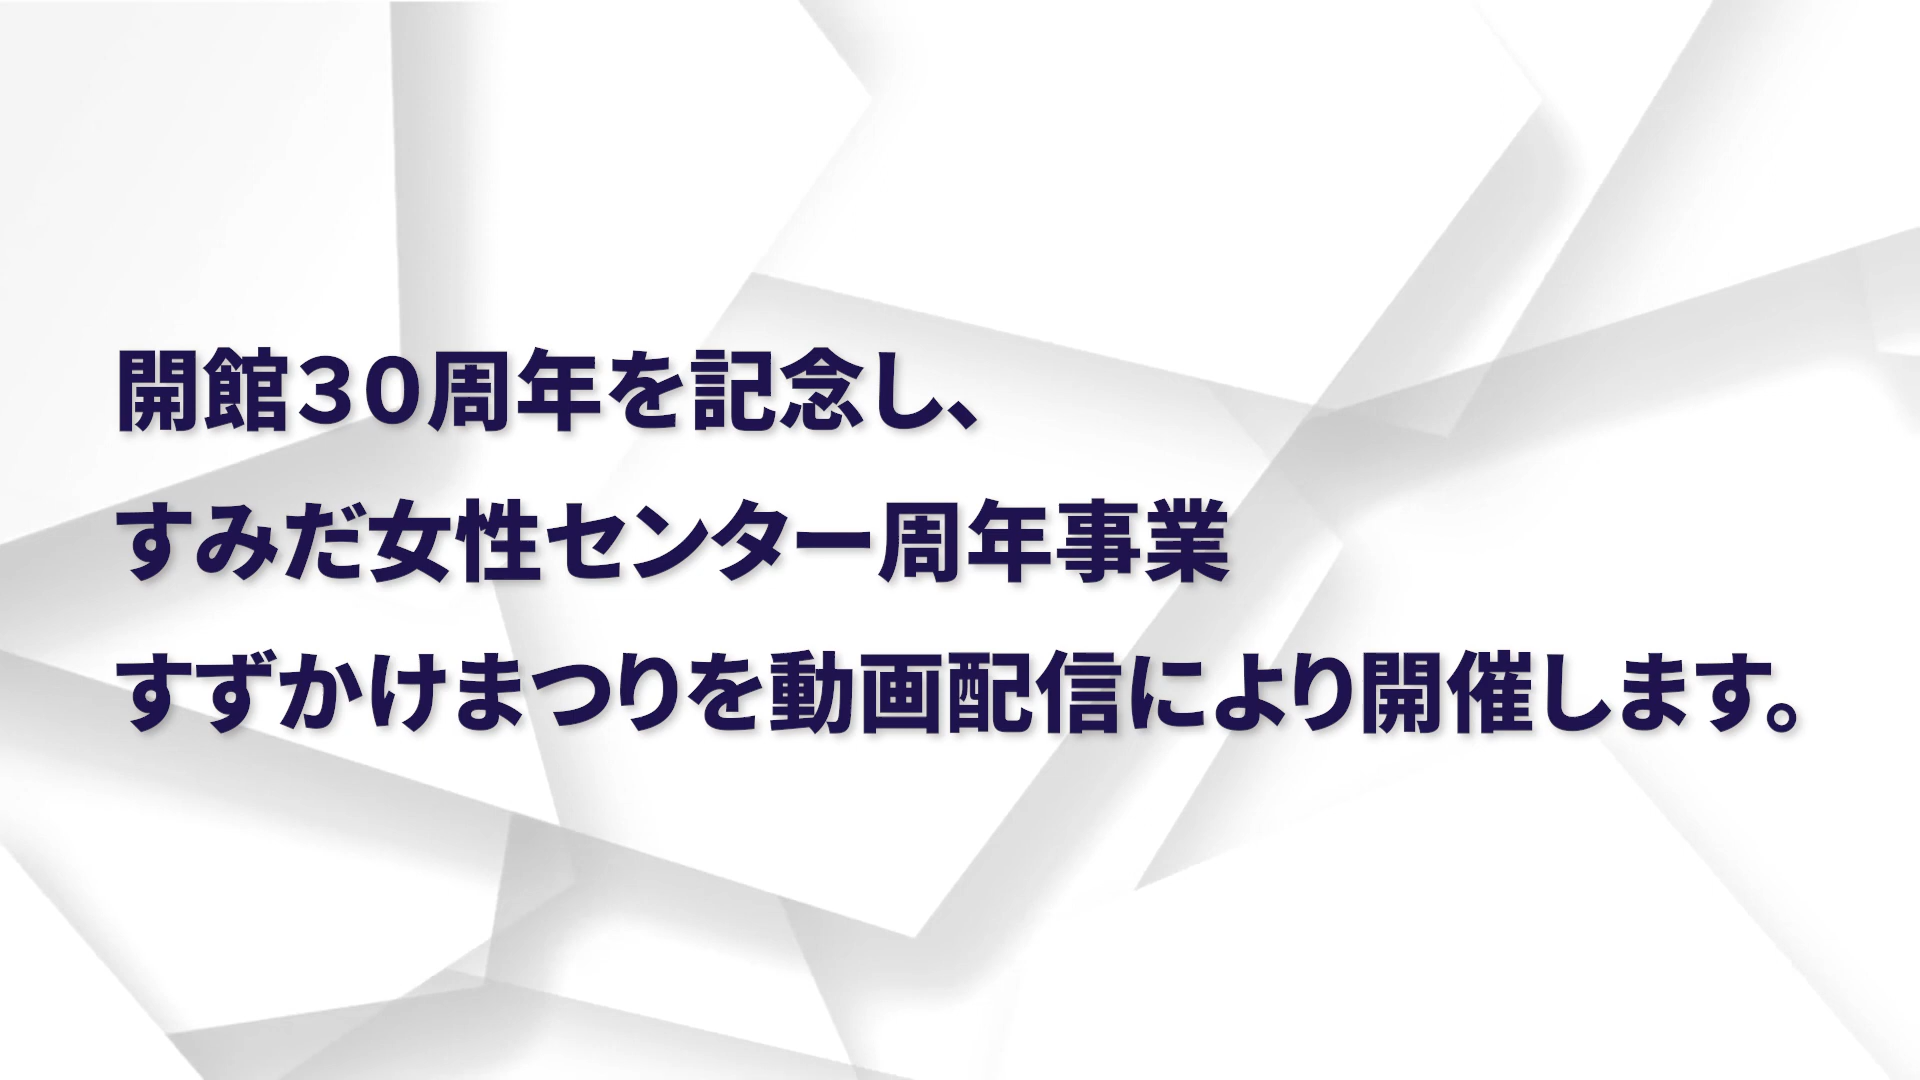 開館３０周年を記念し、
すみだ女性センター周年事業
すずかけまつりを動画配信により開催します。